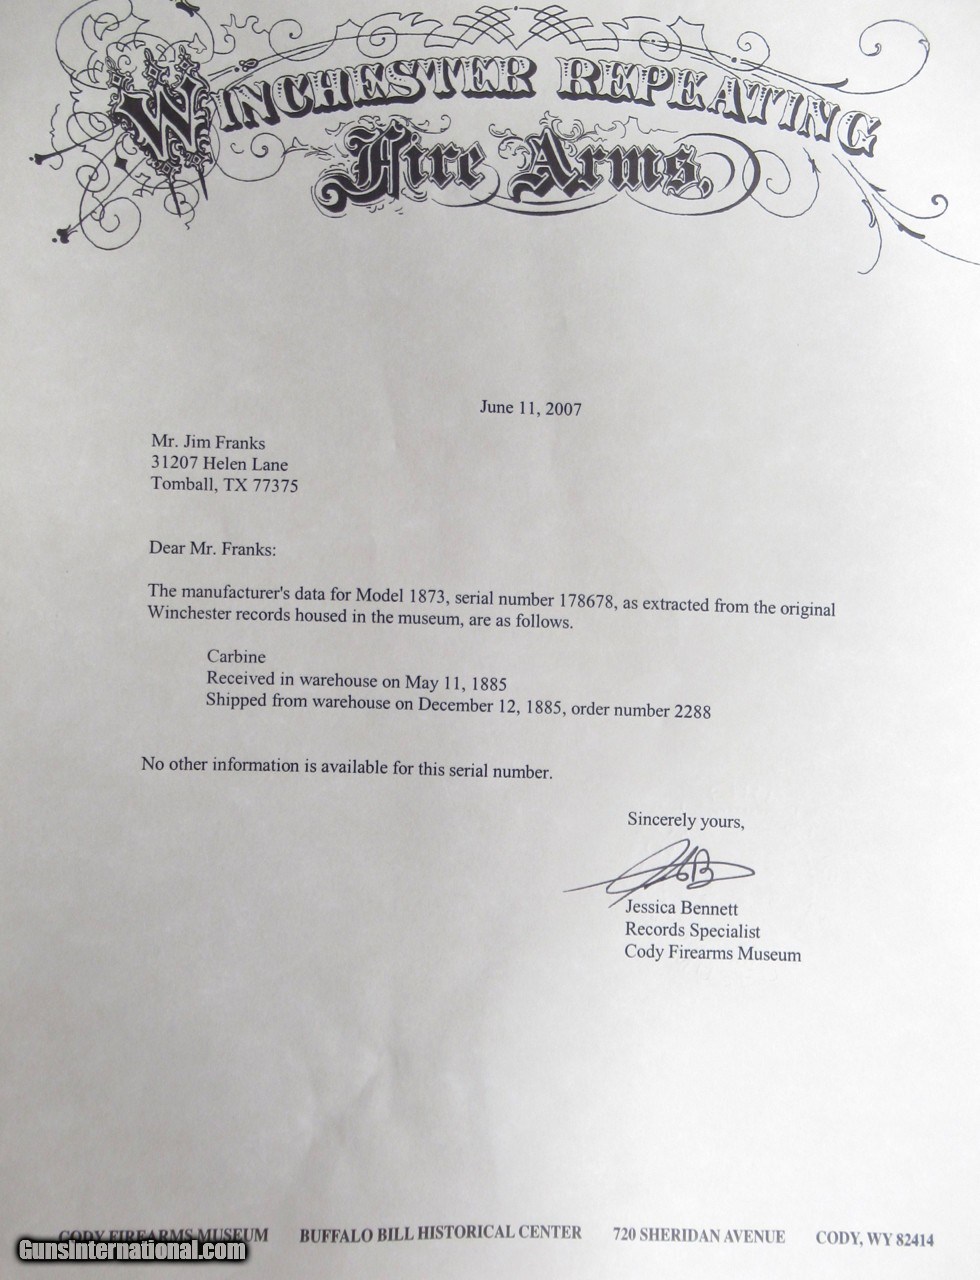 WINCHESTER REPEATING
Fire Arms.
June 11, 2007
Mr. Jim Franks
31207 Helen Lane
Tomball, TX 77375
Dear Mr. Franks:
The manufacturer's data for Model 1873, serial number 178678, as extracted from the original
Winchester records housed in the museum, are as follows.
Carbine
Received in warehouse on May 11, 1885
Shipped from warehouse on December 12, 1885, order number 2288
No other information is available for this serial number.
Sincerely yours,
JB
Jessica Bennett
Records Specialist
Cody Firearms Museum
CODY FIREARMS MUSEUM BUFFALO BILL HISTORICAL CENTER 720 SHERIDAN AVENUE CODY, WY 82414
GunsInternational.com